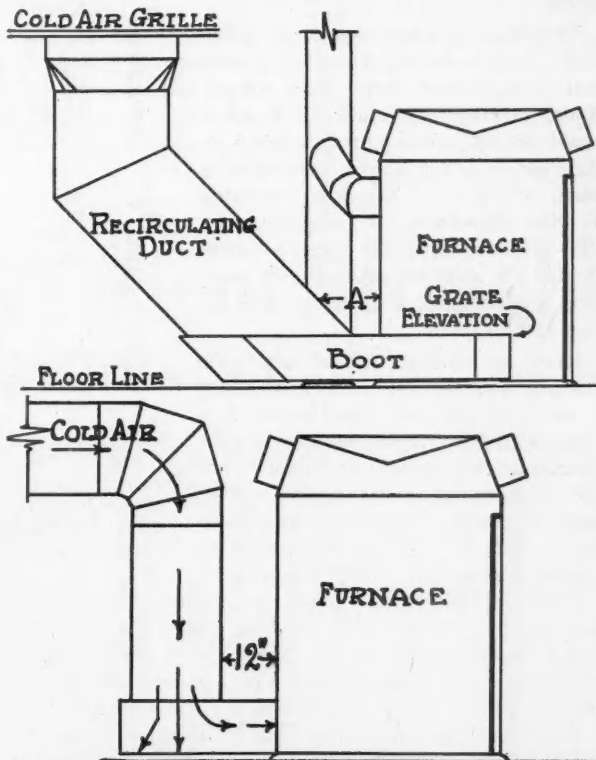 COLD AIR GRILLE
RECIRCULATING
DUCT
FURNACE
A
GRATE
ELEVATION
BOOT
FLOOR LINE
COLD AIR
FURNACE
12"